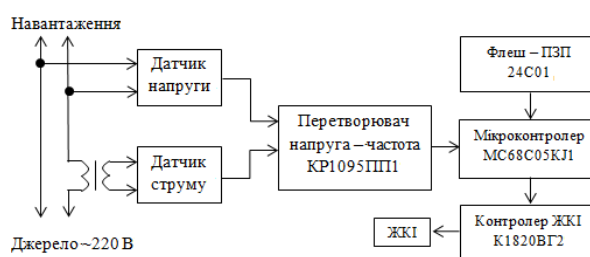 Навантаження
Датчик
напруги
Флеш – ПЗП
24С01
Перетворювач
напруга – частота
КР1095ПП1
Мікроконтролер
МС68С05КJ1
Датчик
струму
Контролер ЖКІ
К1820ВГ2
ЖКІ
Джерело ~220 В